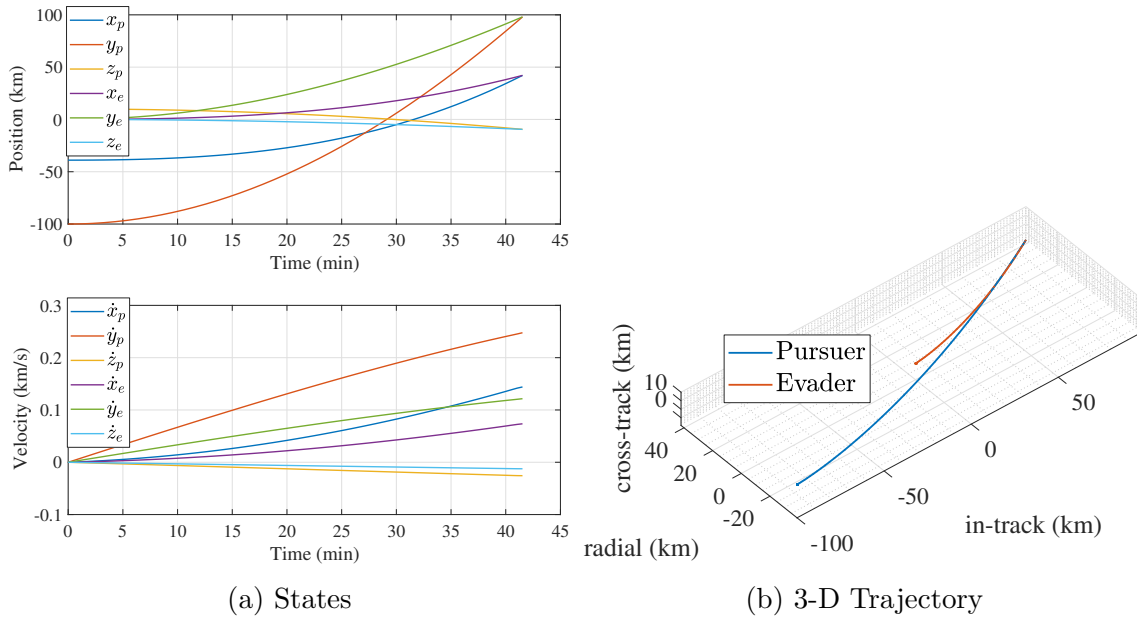 100
50
0
-50
-100
Position (km)
x_p
y_p
z_p
x_e
y_e
z_e
0 5 10 15 20 25 30 35 40 45
Time (min)
0.3
0.2
0.1
0
-0.1
Velocity (km/s)
ẋ_p
ẏ_p
ż_p
ẋ_e
ẏ_e
ż_e
0 5 10 15 20 25 30 35 40 45
Time (min)
(a) States
Pursuer
Evader
cross-track (km)
10
0
40
20
0
-20
radial (km)
-100
-50
0
50
in-track (km)
(b) 3-D Trajectory